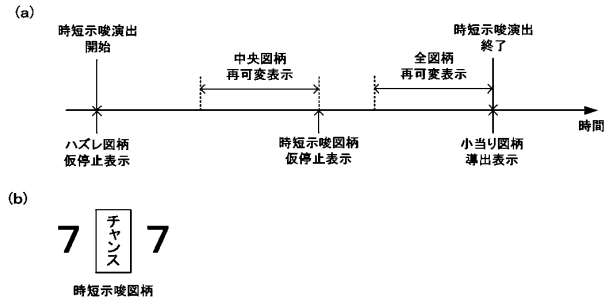 (a)
時短示唆演出
開始
時短示唆演出
終了
中央図柄
再可変表示
全図柄
再可変表示
時間
ハズレ図柄
仮停止表示
時短示唆図柄
仮停止表示
小当り図柄
導出表示
(b)
7 チャンス 7
時短示唆図柄